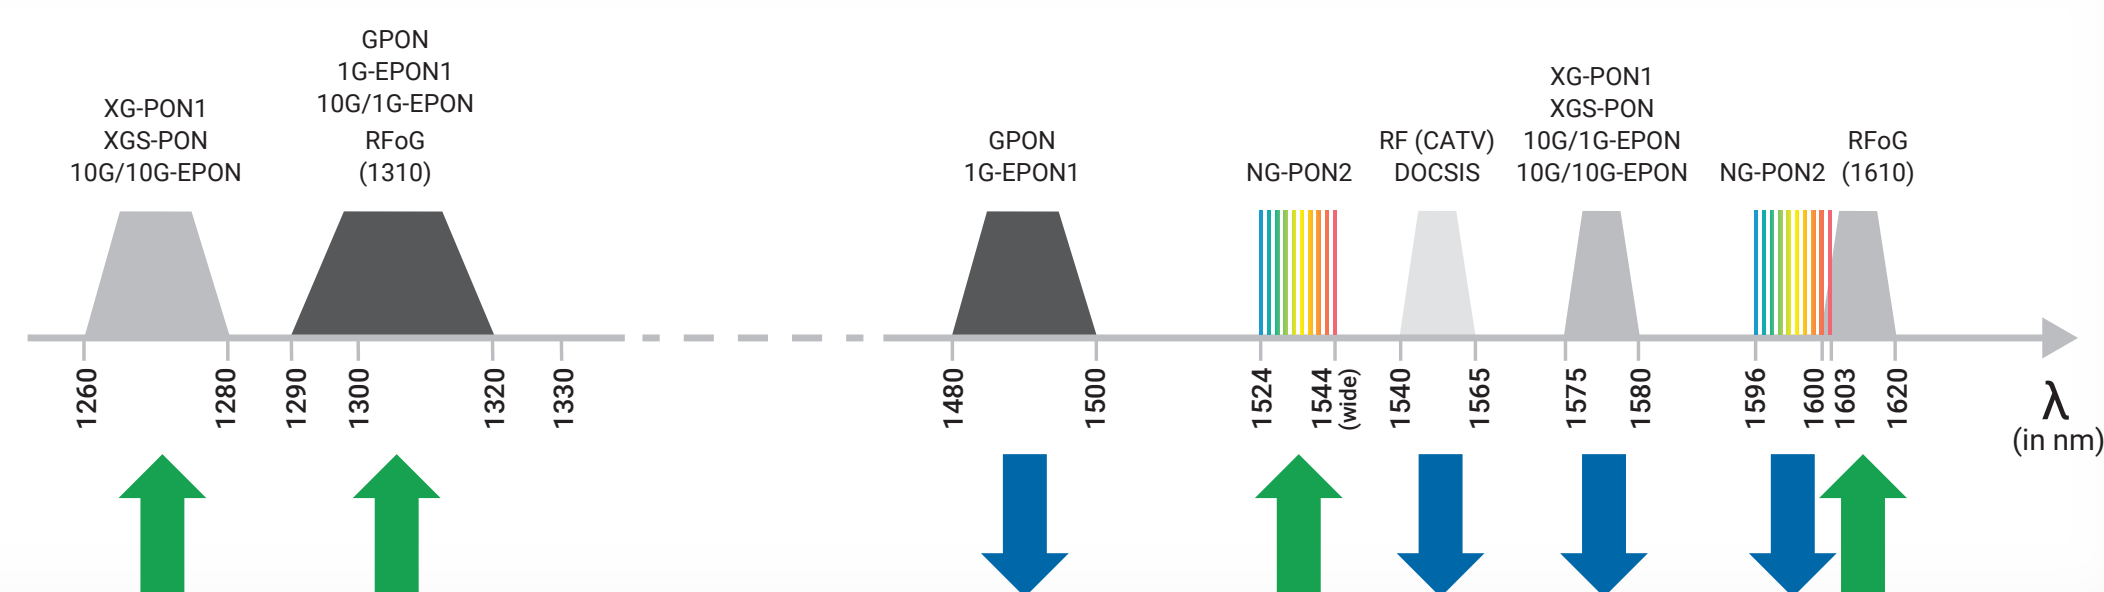 XG-PON1
XGS-PON
10G/10G-EPON
GPON
1G-EPON1
10G/1G-EPON
RFoG
(1310)
GPON
1G-EPON1
NG-PON2
RF (CATV)
DOCSIS
XG-PON1
XGS-PON
10G/1G-EPON
10G/10G-EPON
NG-PON2
RFoG
(1610)
1260
1280
1290
1300
1320
1330
1480
1500
1524
1544
(wide)
1540
1565
1575
1580
1596
1600
1603
1620
λ
(in nm)